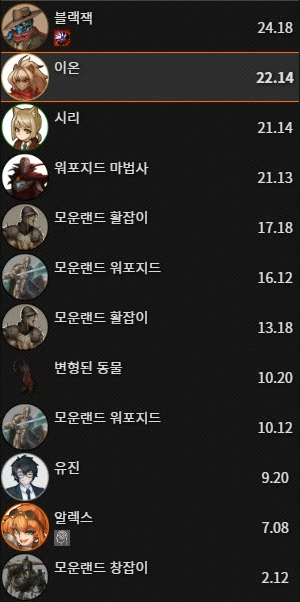 블랙잭
24.18
이온
22.14
시리
21.14
워포지드 마법사
21.13
모운랜드 활잡이
17.18
모운랜드 워포지드
16.12
모운랜드 활잡이
13.18
변형된 동물
10.20
모운랜드 워포지드
10.12
유진
9.20
알렉스
7.08
모운랜드 창잡이
2.12